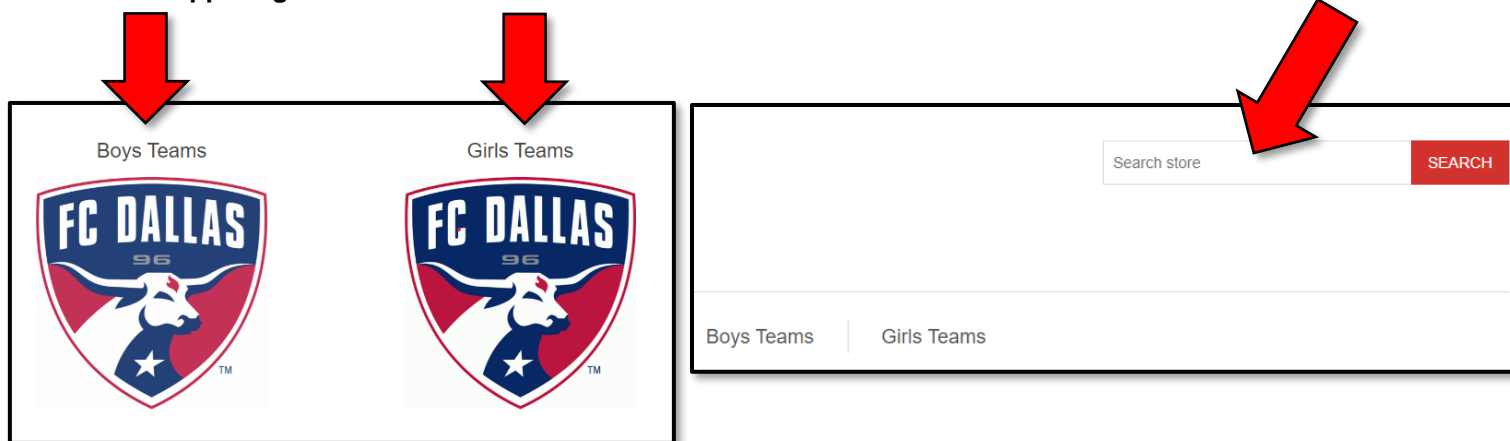 Boys Teams
Girls Teams
FC DALLAS
96
TM
FC DALLAS
96
TM
Search store
SEARCH
Boys Teams
Girls Teams